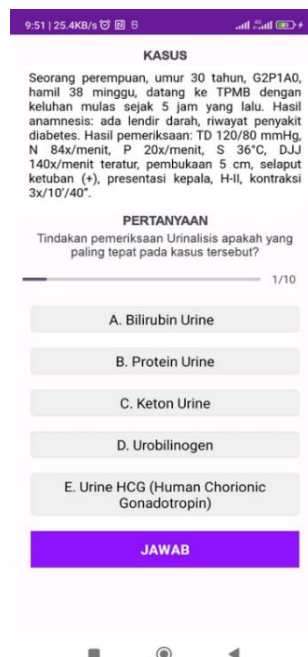 9:51 | 25.4KB/s
KASUS
Seorang perempuan, umur 30 tahun, G2P1A0,
hamil 38 minggu, datang ke TPMB dengan
keluhan mulas sejak 5 jam yang lalu. Hasil
anamnesis: ada lendir darah, riwayat penyakit
diabetes. Hasil pemeriksaan: TD 120/80 mmHg,
N 84x/menit, P 20x/menit, S 36°C, DJJ
140x/menit teratur, pembukaan 5 cm, selaput
ketuban (+), presentasi kepala, H-II, kontraksi
3x/10'/40".
PERTANYAAN
Tindakan pemeriksaan Urinalisis apakah yang
paling tepat pada kasus tersebut?
1/10
A. Bilirubin Urine
B. Protein Urine
C. Keton Urine
D. Urobilinogen
E. Urine HCG (Human Chorionic
Gonadotropin)
JAWAB